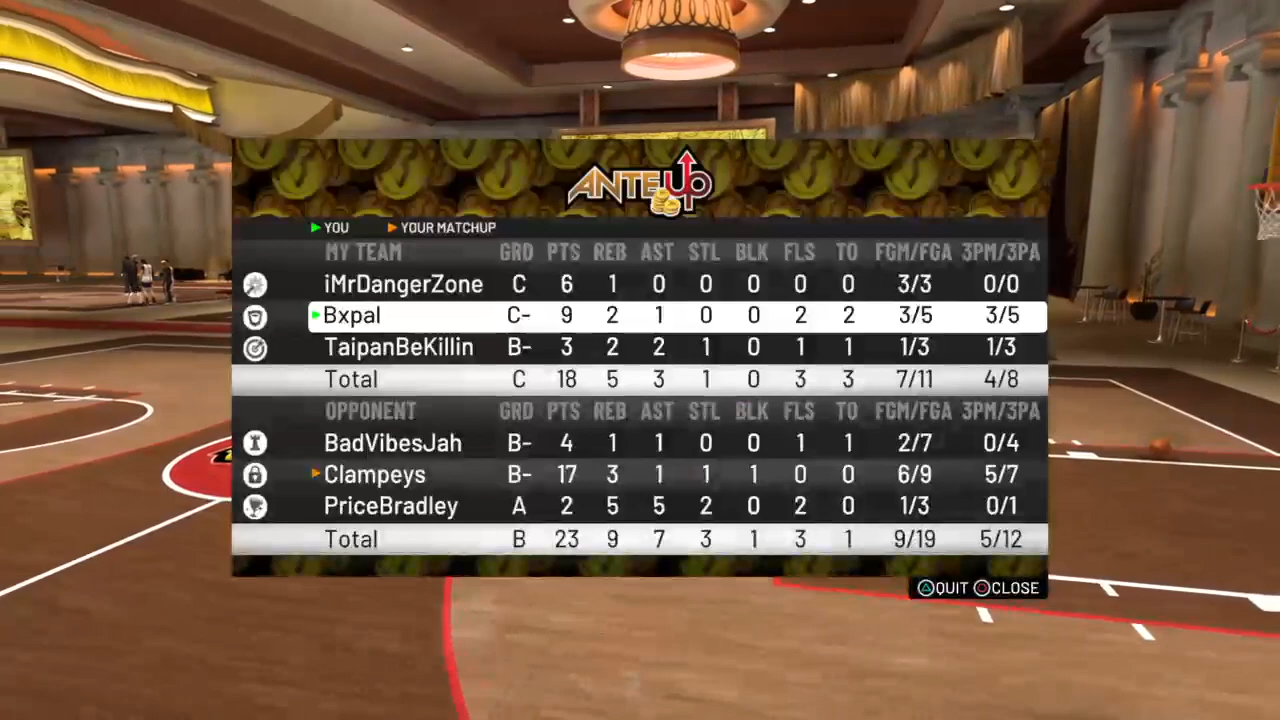 ANTE UP
YOU YOUR MATCHUP
MY TEAM GRD PTS REB AST STL BLK FLS TO FGM/FGA 3PM/3PA
iMrDangerZone C 6 1 0 0 0 0 0 3/3 0/0
Bxpal C- 9 2 1 0 0 2 2 3/5 3/5
TaipanBeKillin B- 3 2 2 1 0 1 1 1/3 1/3
Total C 18 5 3 1 0 3 3 7/11 4/8
OPPONENT GRD PTS REB AST STL BLK FLS TO FGM/FGA 3PM/3PA
BadVibesJah B- 4 1 1 0 0 1 1 2/7 0/4
Clampeys B- 17 3 1 1 1 0 0 6/9 5/7
PriceBradley A 2 5 5 2 0 2 0 1/3 0/1
Total B 23 9 7 3 1 3 1 9/19 5/12
QUIT CLOSE